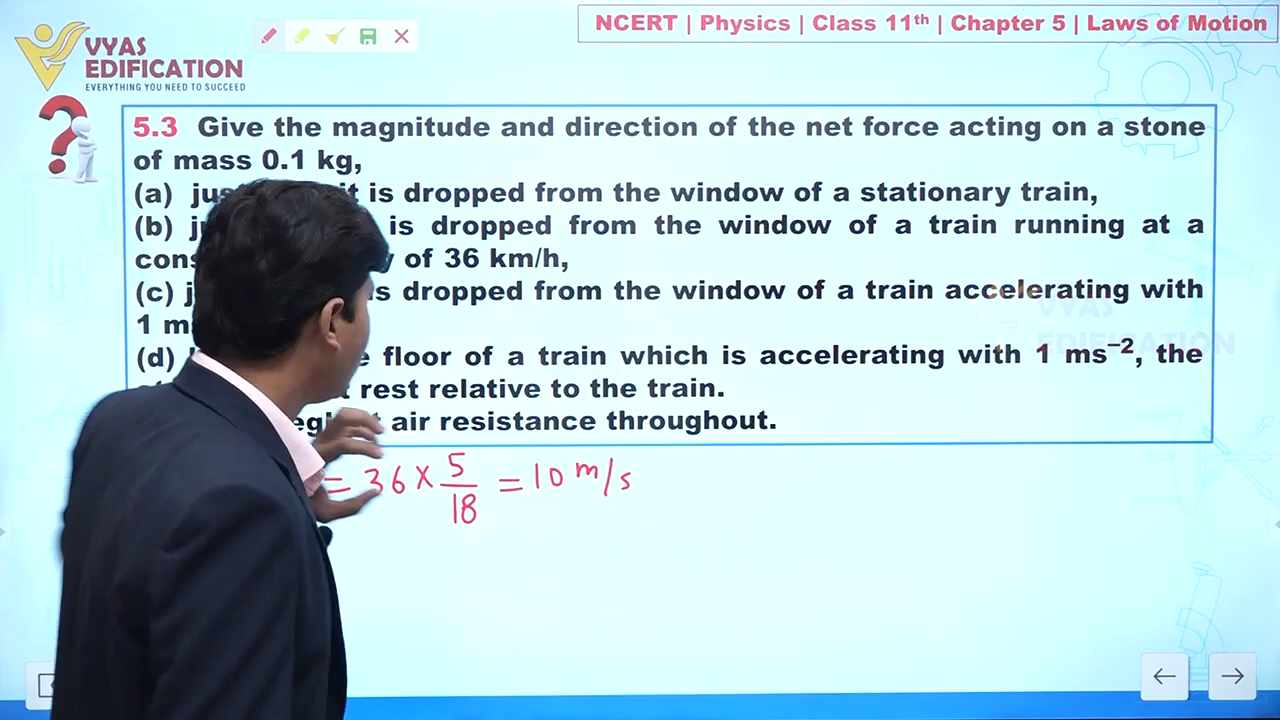 NCERT | Physics | Class 11th | Chapter 5 | Laws of Motion
VYAS
EDIFICATION
EVERYTHING YOU NEED TO SUCCEED
?
5.3 Give the magnitude and direction of the net force acting on a stone
of mass 0.1 kg,
(a) it is dropped from the window of a stationary train,
(b) is dropped from the window of a train running at a
of 36 km/h,
(c) is dropped from the window of a train accelerating with
1
(d) floor of a train which is accelerating with 1 ms⁻², the
rest relative to the train.
air resistance throughout.
VYAS
EDIFICATION
= 36 × 5/18 = 10 m/s